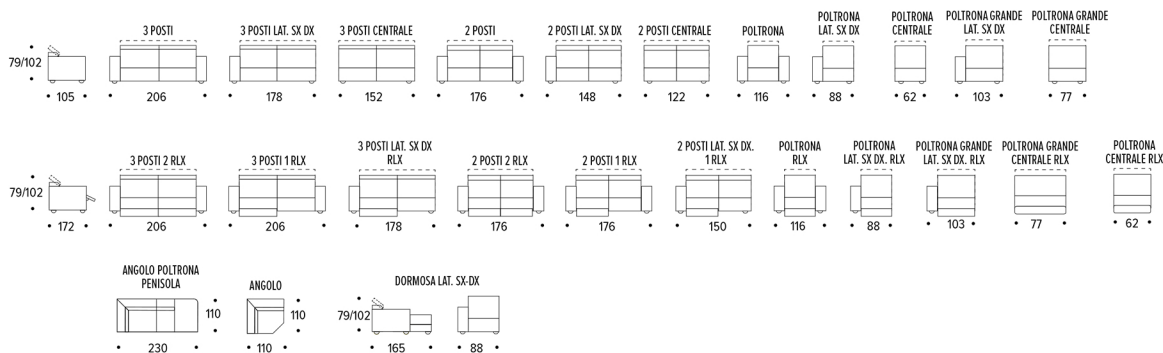 3 POSTI
3 POSTI LAT. SX DX
3 POSTI CENTRALE
2 POSTI
2 POSTI LAT. SX DX
2 POSTI CENTRALE
POLTRONA
POLTRONA
LAT. SX DX
POLTRONA
CENTRALE
POLTRONA GRANDE
LAT. SX DX
POLTRONA GRANDE
CENTRALE
79/102
105
206
178
152
176
148
122
116
88
62
103
77
3 POSTI 2 RLX
3 POSTI 1 RLX
3 POSTI LAT. SX DX
RLX
2 POSTI 2 RLX
2 POSTI 1 RLX
2 POSTI LAT. SX DX.
1 RLX
POLTRONA
RLX
POLTRONA
LAT. SX DX. RLX
POLTRONA GRANDE
LAT. SX DX. RLX
POLTRONA GRANDE
CENTRALE RLX
POLTRONA
CENTRALE RLX
79/102
172
206
206
178
176
176
150
116
88
103
77
62
ANGOLO POLTRONA
PENISOLA
ANGOLO
DORMOSA LAT. SX-DX
110
110
79/102
230
110
165
88